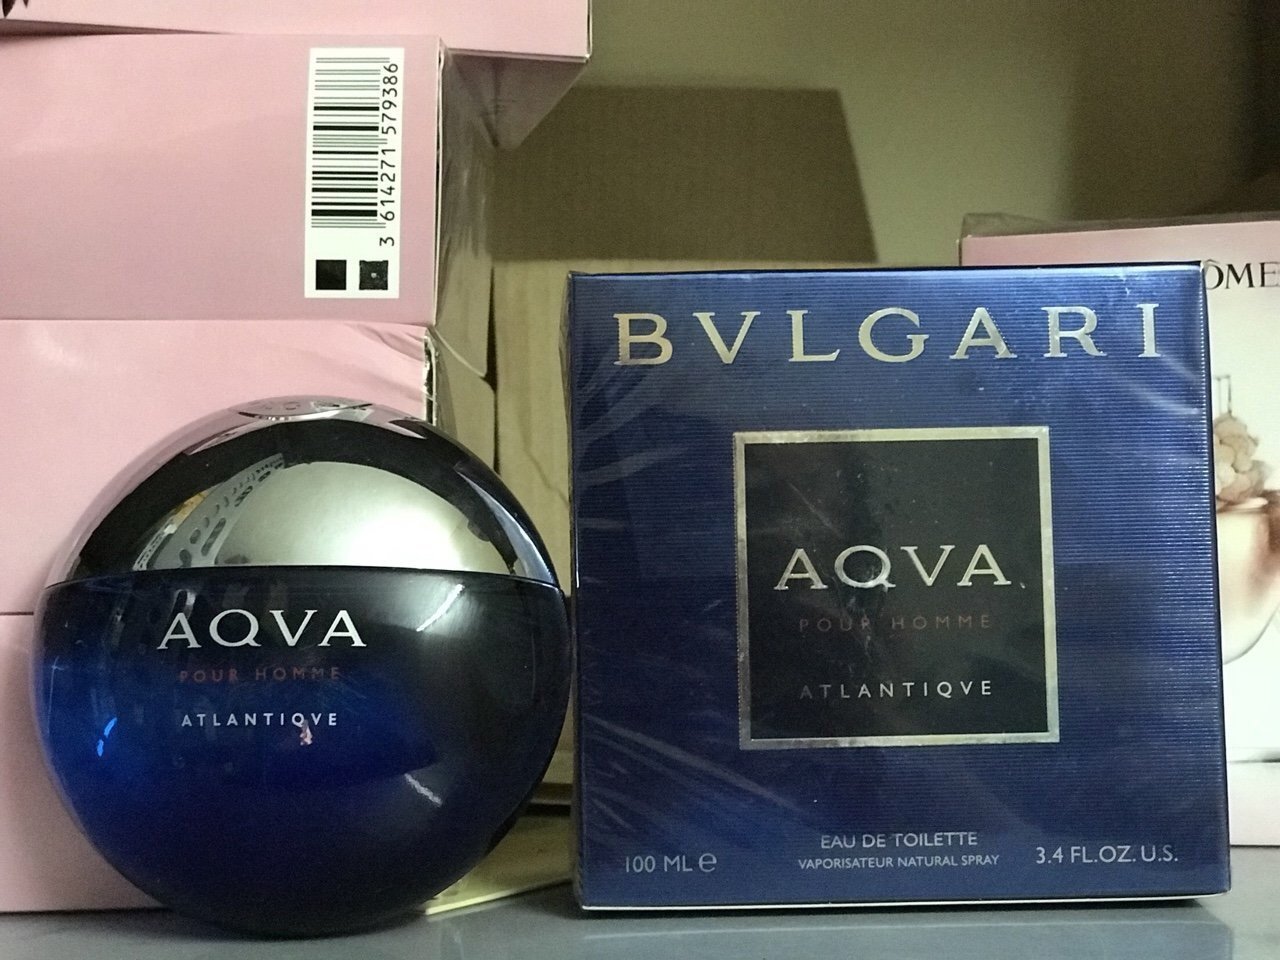 3 614271 579386
ÔME
BVLGARI
AQVA
POUR HOMME
ATLANTIQVE
AQVA
POUR HOMME
ATLANTIQVE
EAU DE TOILETTE
VAPORISATEUR NATURAL SPRAY
100 ML e
3.4 FL.OZ. U.S.